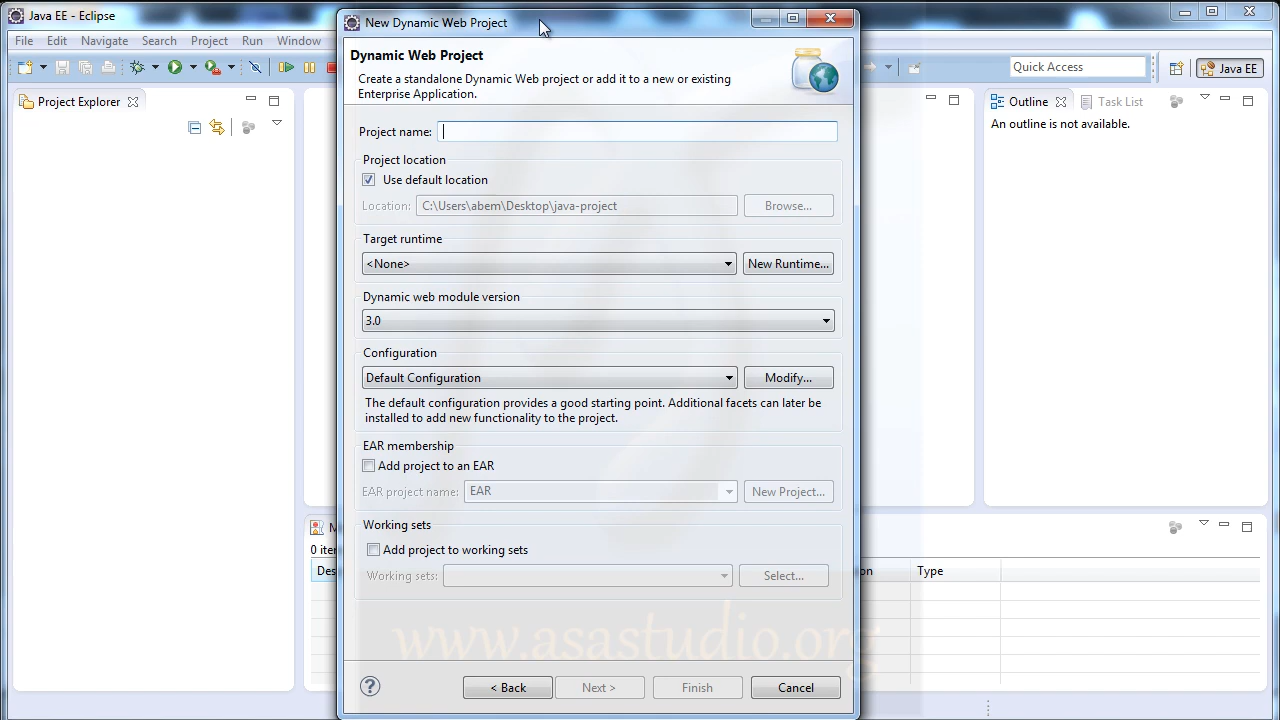 Java EE - Eclipse
New Dynamic Web Project
File Edit Navigate Search Project Run Window
Dynamic Web Project
Create a standalone Dynamic Web project or add it to a new or existing
Enterprise Application.
Quick Access
Java EE
Project Explorer
Outline
Task List
An outline is not available.
Project name:
Project location
Use default location
Location: C:\Users\abem\Desktop\java-project Browse...
Target runtime
<None> New Runtime...
Dynamic web module version
3.0
Configuration
Default Configuration Modify...
The default configuration provides a good starting point. Additional facets can later be
installed to add new functionality to the project.
EAR membership
Add project to an EAR
EAR project name: EAR New Project...
Working sets
Add project to working sets
Working sets: Select...
Type
www.asastudio.org
< Back Next > Finish Cancel